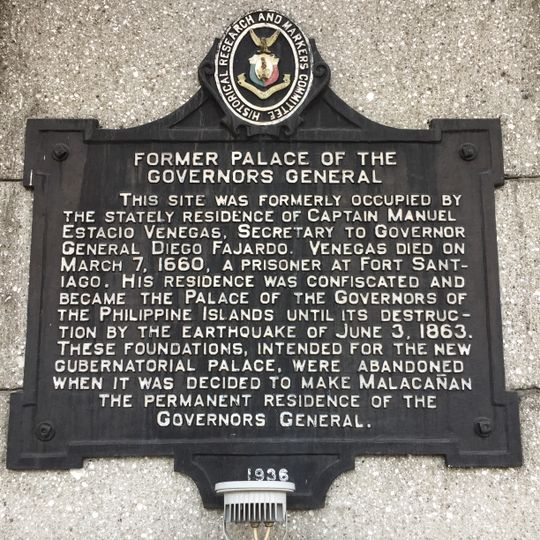 HISTORICAL RESEARCH AND MARKERS COMMITTEE
FORMER PALACE OF THE
GOVERNORS GENERAL
THIS SITE WAS FORMERLY OCCUPIED BY
THE STATELY RESIDENCE OF CAPTAIN MANUEL
ESTACIO VENEGAS, SECRETARY TO GOVERNOR
GENERAL DIEGO FAJARDO. VENEGAS DIED ON
MARCH 7, 1660, A PRISONER AT FORT SANT-
IAGO. HIS RESIDENCE WAS CONFISCATED AND
BECAME THE PALACE OF THE GOVERNORS OF
THE PHILIPPINE ISLANDS UNTIL ITS DESTRUC-
TION BY THE EARTHQUAKE OF JUNE 3, 1863.
THESE FOUNDATIONS, INTENDED FOR THE NEW
GUBERNATORIAL PALACE, WERE ABANDONED
WHEN IT WAS DECIDED TO MAKE MALACAÑAN
THE PERMANENT RESIDENCE OF THE
GOVERNORS GENERAL.
1936